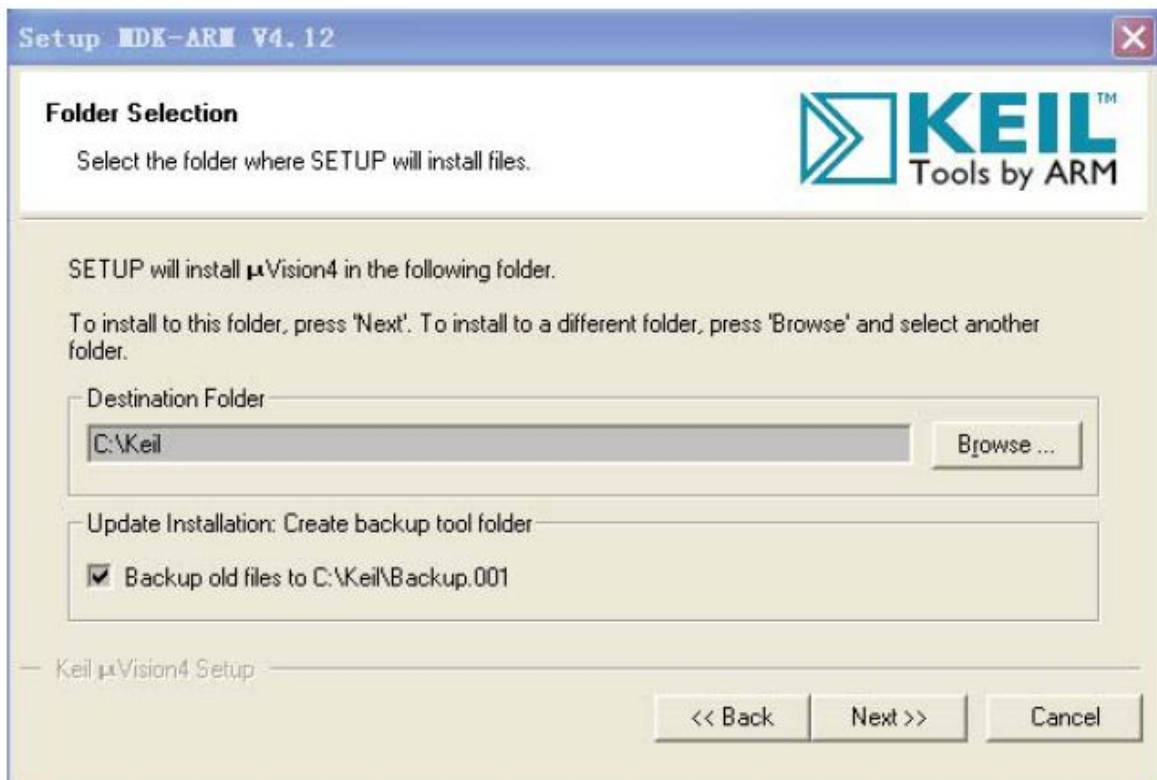 Setup MDK-ARM V4.12
Folder Selection
Select the folder where SETUP will install files.
KEIL™
Tools by ARM
SETUP will install µVision4 in the following folder.
To install to this folder, press 'Next'. To install to a different folder, press 'Browse' and select another
folder.
Destination Folder
C:\Keil
Browse ...
Update Installation: Create backup tool folder
Backup old files to C:\Keil\Backup.001
Keil µVision4 Setup
<< Back
Next >>
Cancel